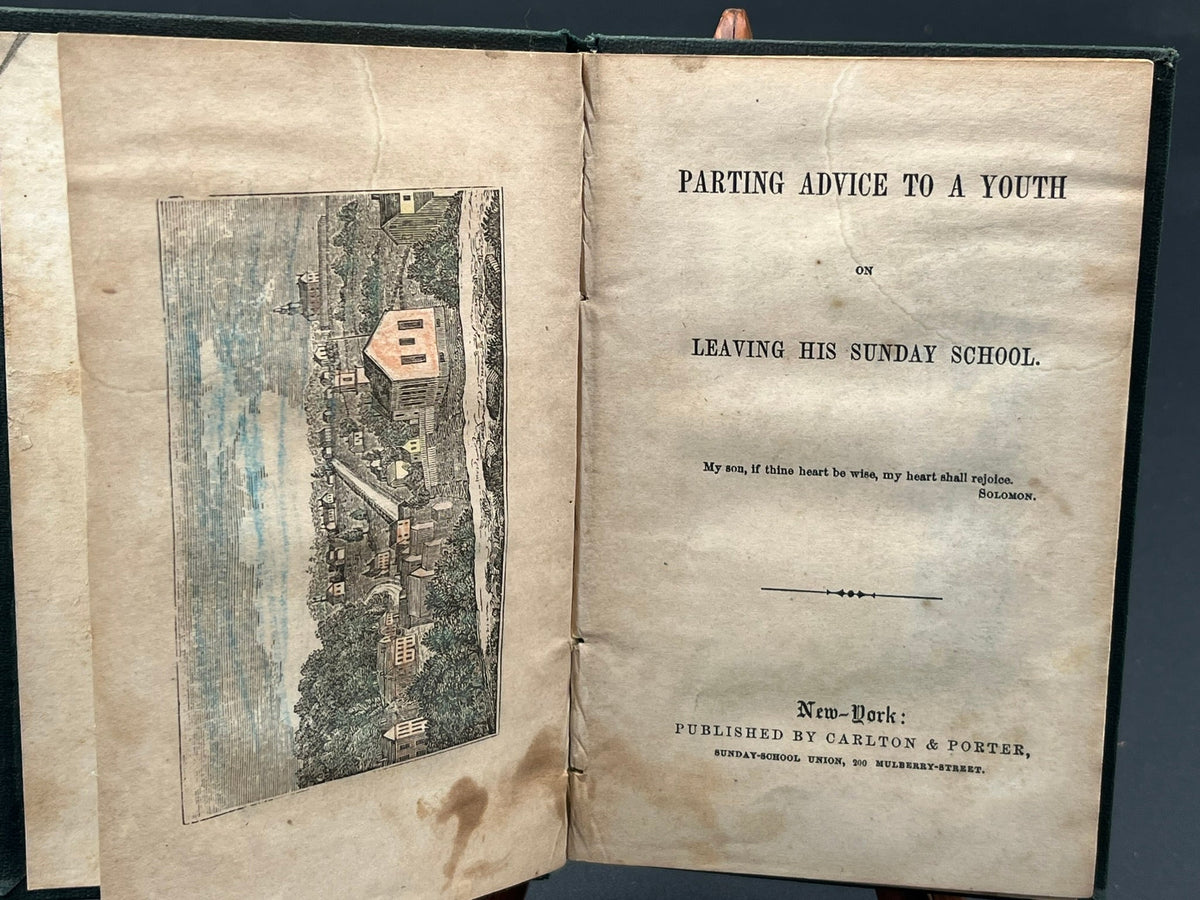 PARTING ADVICE TO A YOUTH
ON
LEAVING HIS SUNDAY SCHOOL.
My son, if thine heart be wise, my heart shall rejoice.
SOLOMON.
New-York:
PUBLISHED BY CARLTON & PORTER,
SUNDAY-SCHOOL UNION, 200 MULBERRY-STREET.